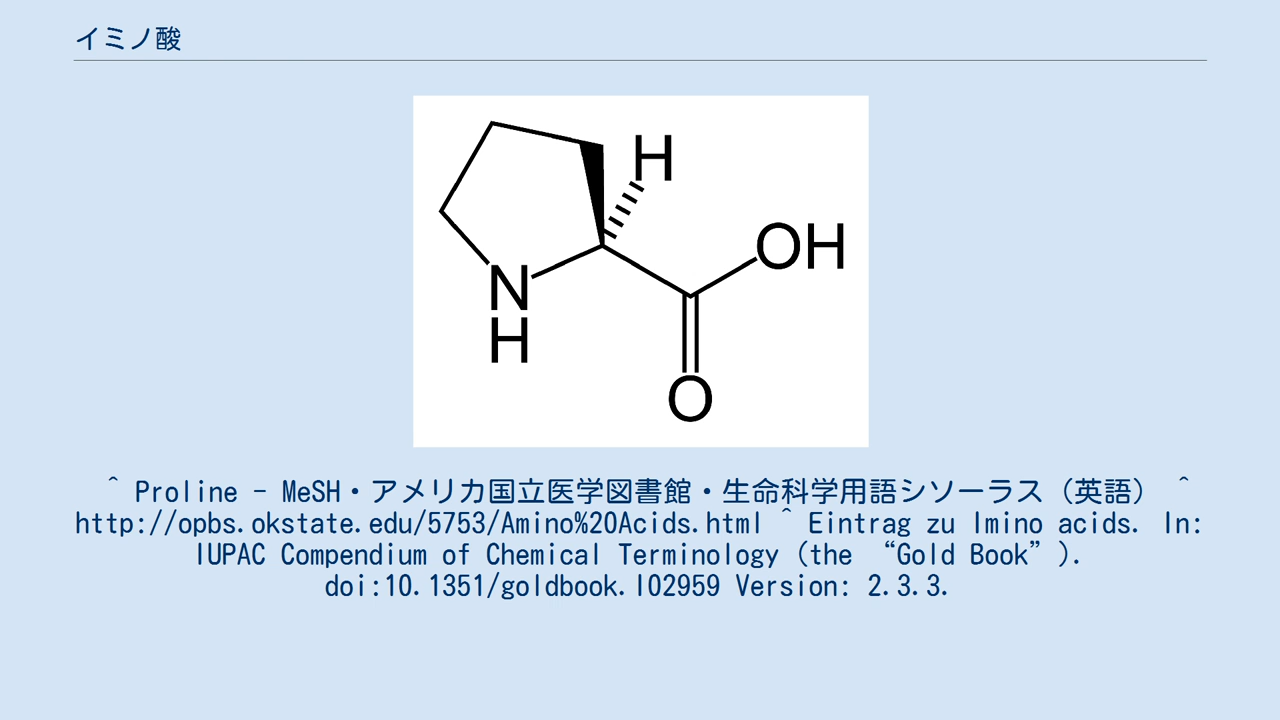 イミノ酸
H
OH
N
H
O
^ Proline - MeSH・アメリカ国立医学図書館・生命科学用語シソーラス（英語） ^
http://opbs.okstate.edu/5753/Amino%20Acids.html ^ Eintrag zu Imino acids. In:
IUPAC Compendium of Chemical Terminology (the “Gold Book”).
doi:10.1351/goldbook.I02959 Version: 2.3.3.